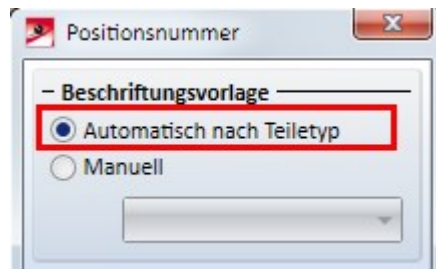 Positionsnummer
Beschriftungsvorlage
Automatisch nach Teiletyp
Manuell